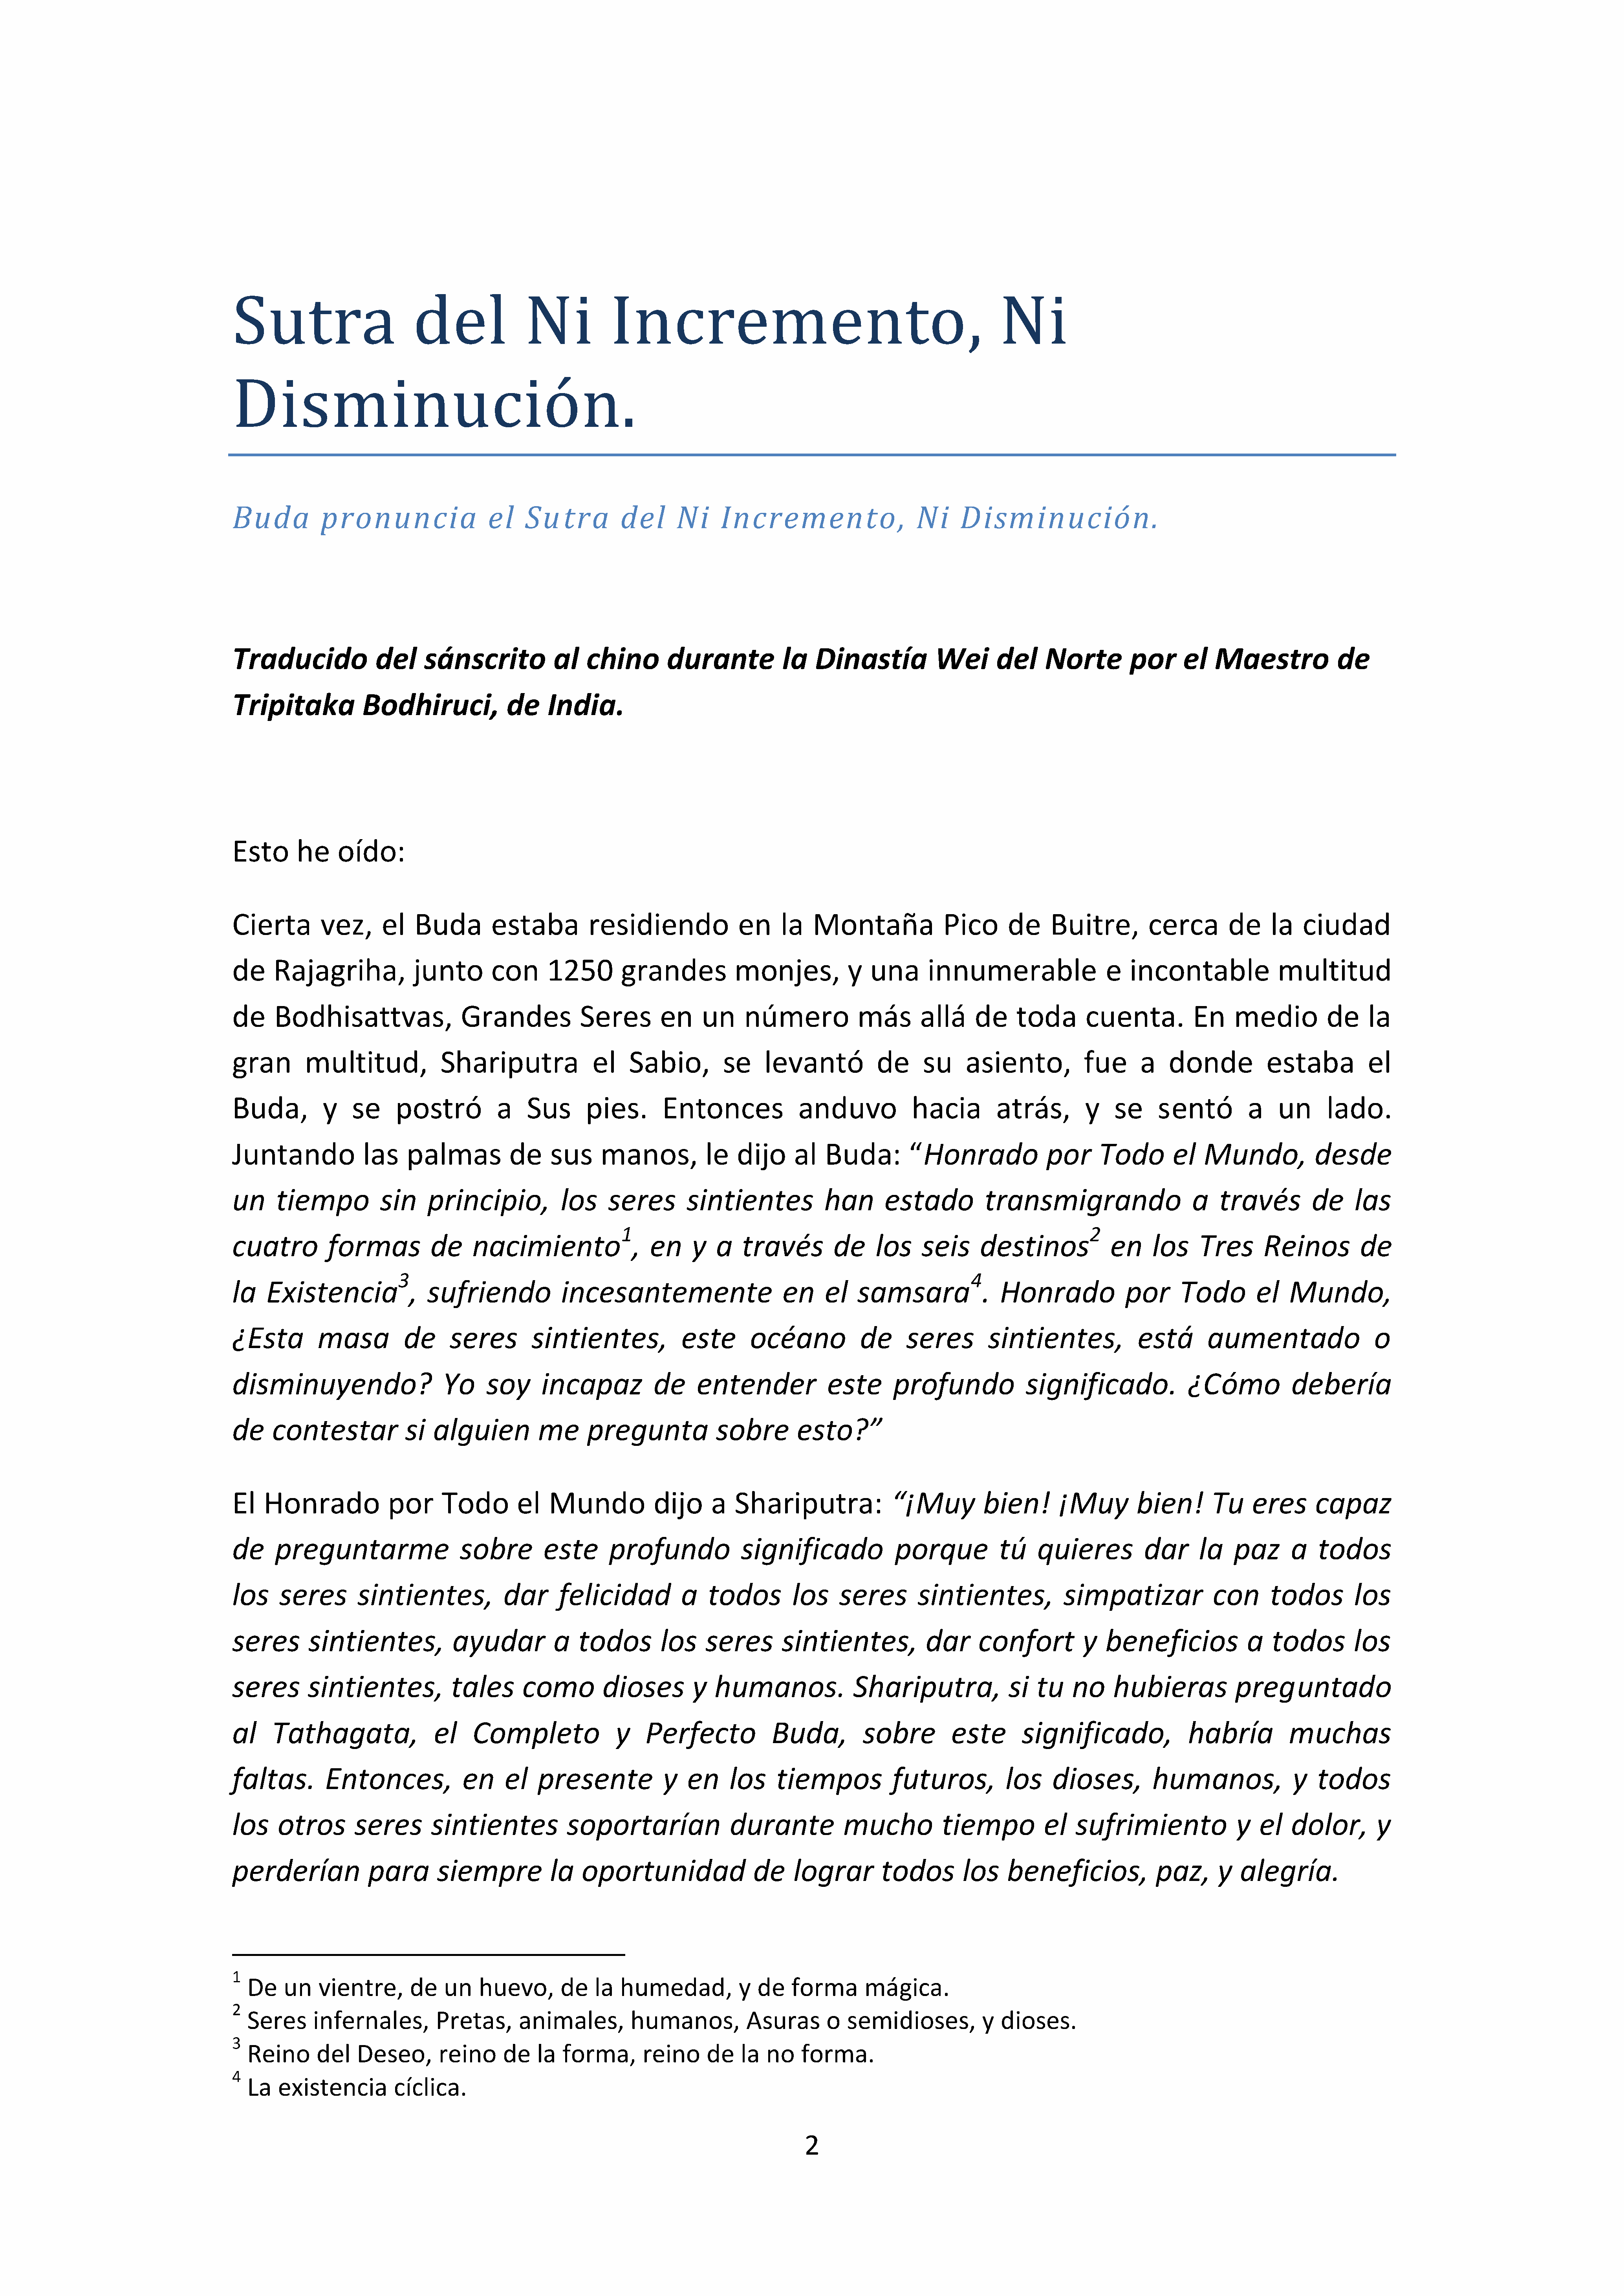 Sutra del Ni Incremento, Ni
Disminución.
Buda pronuncia el Sutra del Ni Incremento, Ni Disminución.
Traducido del sánscrito al chino durante la Dinastía Wei del Norte por el Maestro de
Tripitaka Bodhiruci, de India.
Esto he oído:
Cierta vez, el Buda estaba residiendo en la Montaña Pico de Buitre, cerca de la ciudad
de Rajagriha, junto con 1250 grandes monjes, y una innumerable e incontable multitud
de Bodhisattvas, Grandes Seres en un número más allá de toda cuenta. En medio de la
gran multitud, Shariputra el Sabio, se levantó de su asiento, fue a donde estaba el
Buda, y se postró a Sus pies. Entonces anduvo hacia atrás, y se sentó a un lado.
Juntando las palmas de sus manos, le dijo al Buda: “Honrado por Todo el Mundo, desde
un tiempo sin principio, los seres sintientes han estado transmigrando a través de las
cuatro formas de nacimiento1, en y a través de los seis destinos2 en los Tres Reinos de
la Existencia3, sufriendo incesantemente en el samsara4. Honrado por Todo el Mundo,
¿Esta masa de seres sintientes, este océano de seres sintientes, está aumentado o
disminuyendo? Yo soy incapaz de entender este profundo significado. ¿Cómo debería
de contestar si alguien me pregunta sobre esto?”
El Honrado por Todo el Mundo dijo a Shariputra: “¡Muy bien! ¡Muy bien! Tu eres capaz
de preguntarme sobre este profundo significado porque tú quieres dar la paz a todos
los seres sintientes, dar felicidad a todos los seres sintientes, simpatizar con todos los
seres sintientes, ayudar a todos los seres sintientes, dar confort y beneficios a todos los
seres sintientes, tales como dioses y humanos. Shariputra, si tu no hubieras preguntado
al Tathagata, el Completo y Perfecto Buda, sobre este significado, habría muchas
faltas. Entonces, en el presente y en los tiempos futuros, los dioses, humanos, y todos
los otros seres sintientes soportarían durante mucho tiempo el sufrimiento y el dolor, y
perderían para siempre la oportunidad de lograr todos los beneficios, paz, y alegría.
1 De un vientre, de un huevo, de la humedad, y de forma mágica.
2 Seres infernales, Pretas, animales, humanos, Asuras o semidioses, y dioses.
3 Reino del Deseo, reino de la forma, reino de la no forma.
4 La existencia cíclica.
2